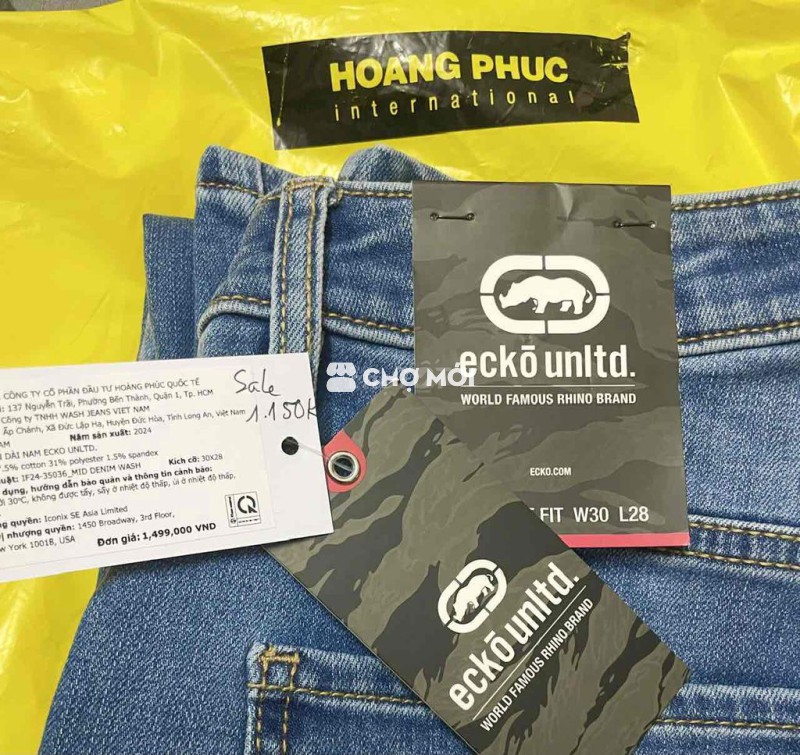 HOANG PHUC
international
ecko unltd.
WORLD FAMOUS RHINO BRAND
ECKO.COM
FIT W30 L28
CHỢ MỚI
CÔNG TY CỔ PHẦN ĐẦU TƯ HOÀNG PHÚC QUỐC TẾ
: 137 Nguyễn Trãi, Phường Bến Thành, Quận 1, Tp. HCM
Công ty TNHH WASH JEANS VIET NAM
Ấp Chánh, Xã Đức Lập Hạ, Huyện Đức Hòa, Tỉnh Long An, Việt Nam
AM Năm sản xuất: 2024
DÀI NAM ECKO UNLTD.
7.5% cotton 31% polyester 1.5% spandex
: IF24-35036_MID DENIM WASH Kích cỡ: 30X28
dụng, hướng dẫn bảo quản và thông tin cảnh báo:
30°C, không được tẩy, sấy ở nhiệt độ thấp, ủi ở nhiệt độ thấp.
quyền: Iconix SE Asia Limited
nhượng quyền: 1450 Broadway, 3rd Floor,
York 10018, USA
Đơn giá: 1,499,000 VND
CR
Sale
1.150K
eckō unltd.
WORLD FAMOUS RHINO BRAND